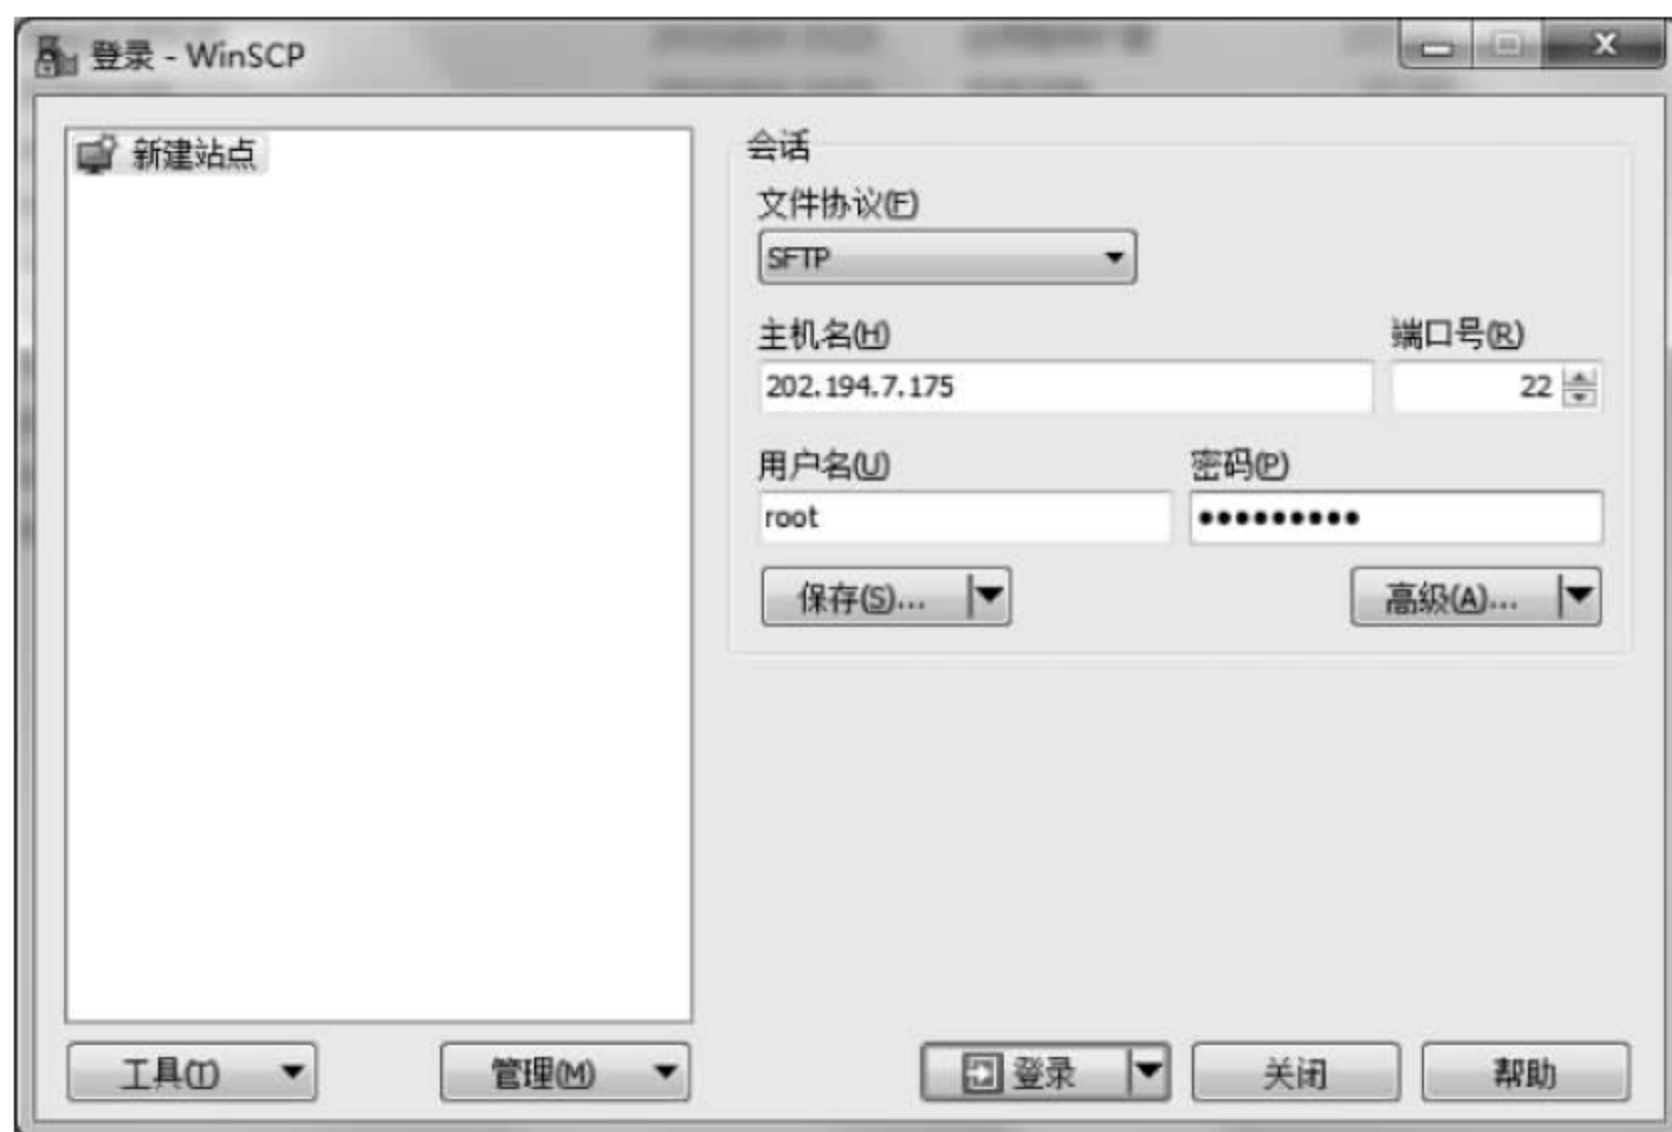 登录 - WinSCP
新建站点
会话
文件协议(F)
SFTP
主机名(H)
端口号(R)
202.194.7.175
22
用户名(U)
密码(P)
root
●●●●●●●●●
保存(S)...
高级(A)...
工具(T)
管理(M)
登录
关闭
帮助